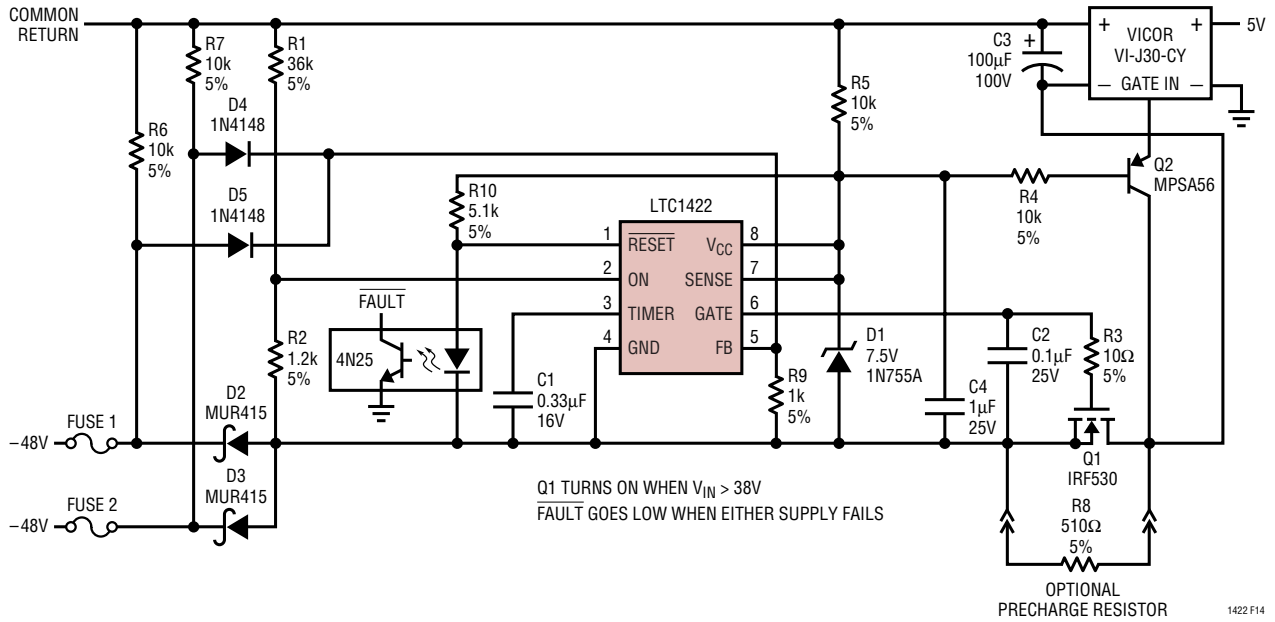 COMMON
RETURN
R7
10k
5%
R1
36k
5%
C3
100µF
100V
+
+
VICOR
VI-J30-CY
+
5V
–
GATE IN
–
R5
10k
5%
R6
10k
5%
D4
1N4148
D5
1N4148
R10
5.1k
5%
R4
10k
5%
Q2
MPSA56
LTC1422
1
RESET
VCC
8
2
ON
SENSE
7
3
TIMER
GATE
6
4
GND
FB
5
FAULT
4N25
R2
1.2k
5%
C1
0.33µF
16V
R9
1k
5%
D1
7.5V
1N755A
C4
1µF
25V
C2
0.1µF
25V
R3
10Ω
5%
Q1
IRF530
–48V
FUSE 1
D2
MUR415
–48V
FUSE 2
D3
MUR415
Q1 TURNS ON WHEN VIN > 38V
FAULT GOES LOW WHEN EITHER SUPPLY FAILS
R8
510Ω
5%
OPTIONAL
PRECHARGE RESISTOR
1422 F14